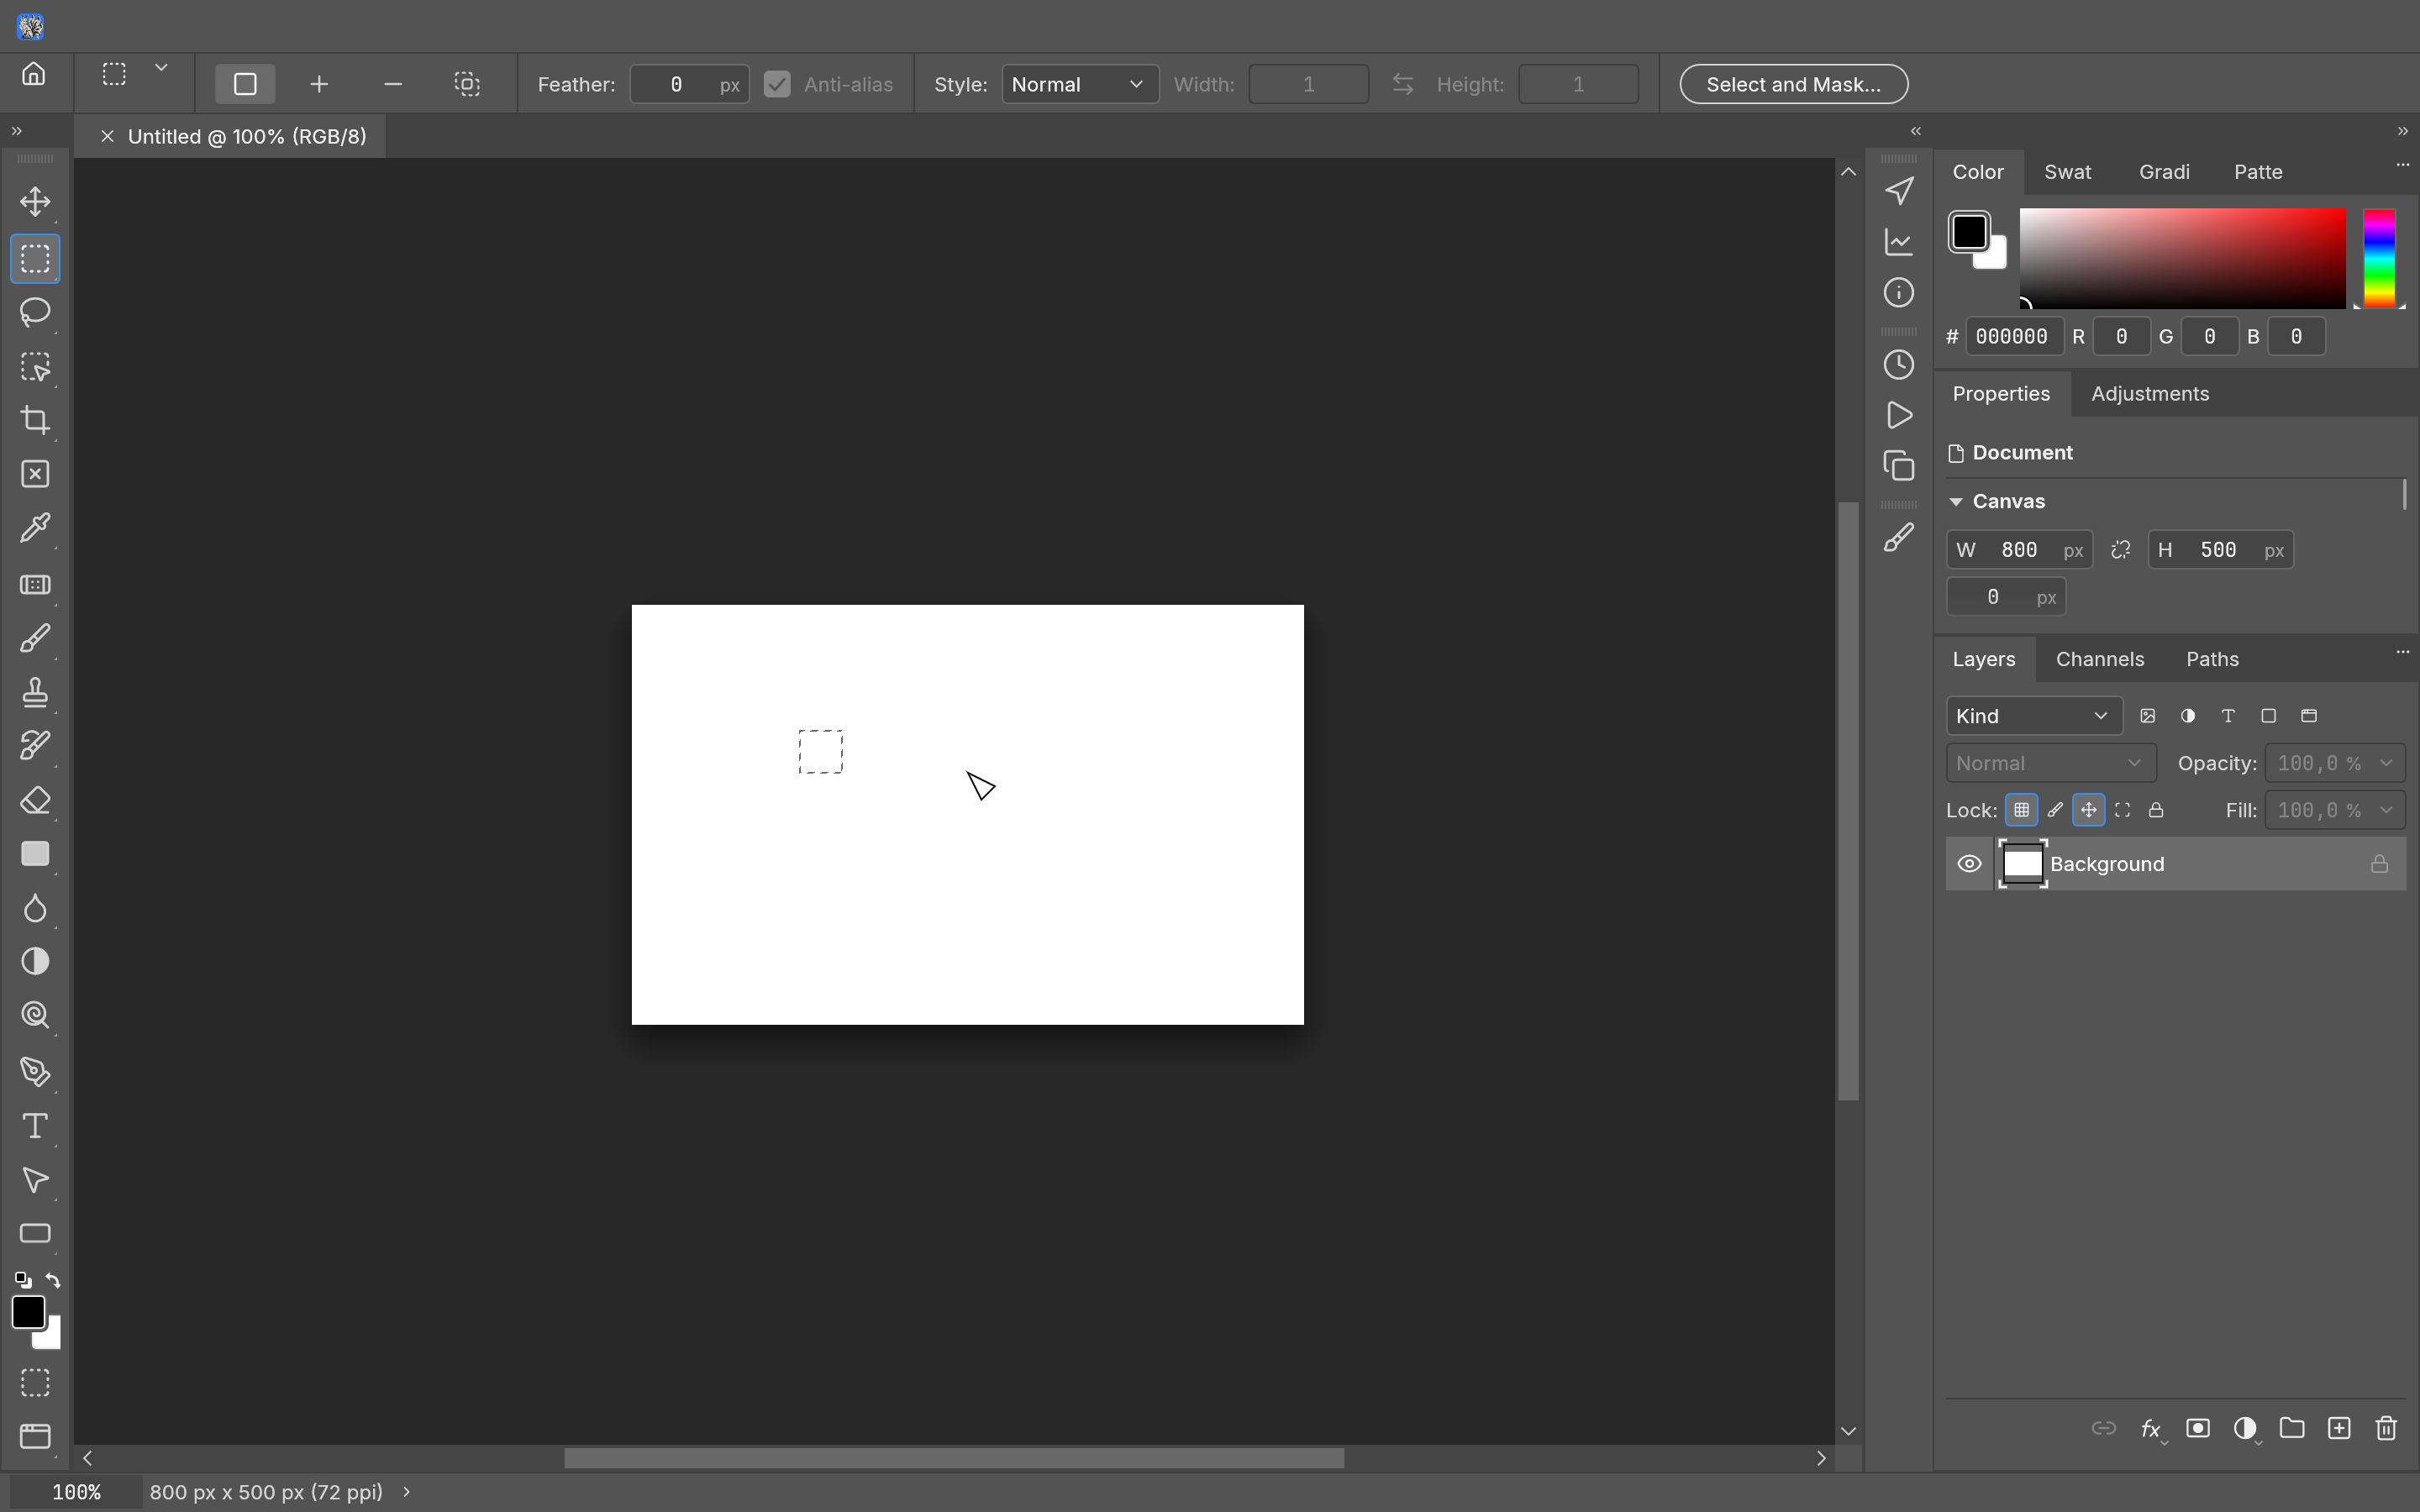 Feather: 0 px Anti-alias Style: Normal Width: 1 Height: 1 Select and Mask...
Untitled @ 100% (RGB/8)
Color Swat Gradi Patte
# 000000 R 0 G 0 B 0
Properties Adjustments
Document
Canvas
W 800 px H 500 px
0 px
Layers Channels Paths
Kind
Normal Opacity: 100,0 %
Lock: Fill: 100,0 %
Background
fx
100% 800 px x 500 px (72 ppi)